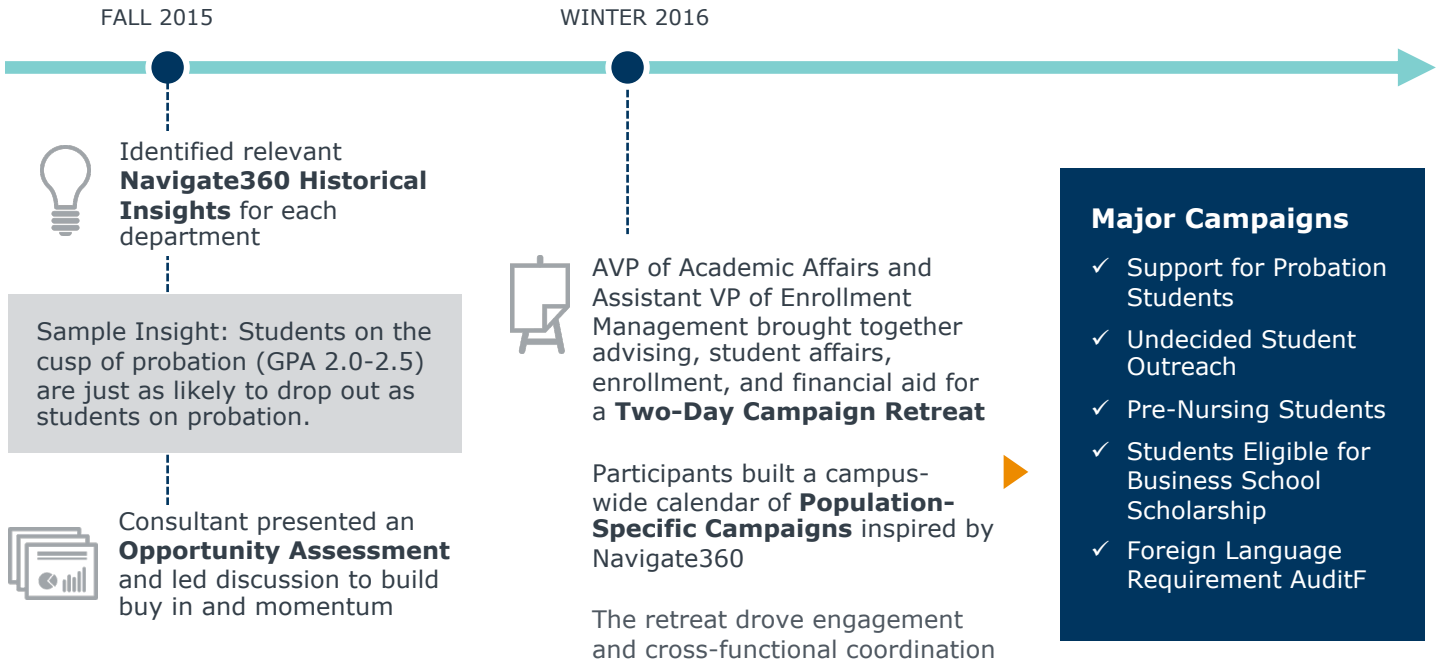 FALL 2015
WINTER 2016
Identified relevant
Navigate360 Historical
Insights for each
department
Sample Insight: Students on the
cusp of probation (GPA 2.0-2.5)
are just as likely to drop out as
students on probation.
Consultant presented an
Opportunity Assessment
and led discussion to build
buy in and momentum
AVP of Academic Affairs and
Assistant VP of Enrollment
Management brought together
advising, student affairs,
enrollment, and financial aid for
a Two-Day Campaign Retreat
Participants built a campus-
wide calendar of Population-
Specific Campaigns inspired by
Navigate360
The retreat drove engagement
and cross-functional coordination
Major Campaigns
✓ Support for Probation
Students
✓ Undecided Student
Outreach
✓ Pre-Nursing Students
✓ Students Eligible for
Business School
Scholarship
✓ Foreign Language
Requirement AuditF